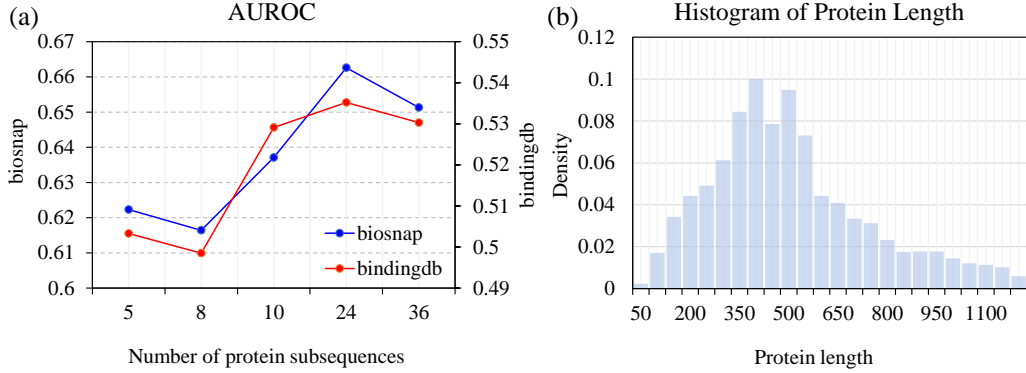 (a)
AUROC
0.67
0.66
0.65
0.64
0.63
0.62
0.61
0.6
biosnap
0.55
0.54
0.53
0.52
0.51
0.5
0.49
bindingdb
biosnap
bindingdb
5 8 10 24 36
Number of protein subsequences
(b)
Histogram of Protein Length
0.12
0.1
0.08
0.06
0.04
0.02
0
Density
50 200 350 500 650 800 950 1100
Protein length